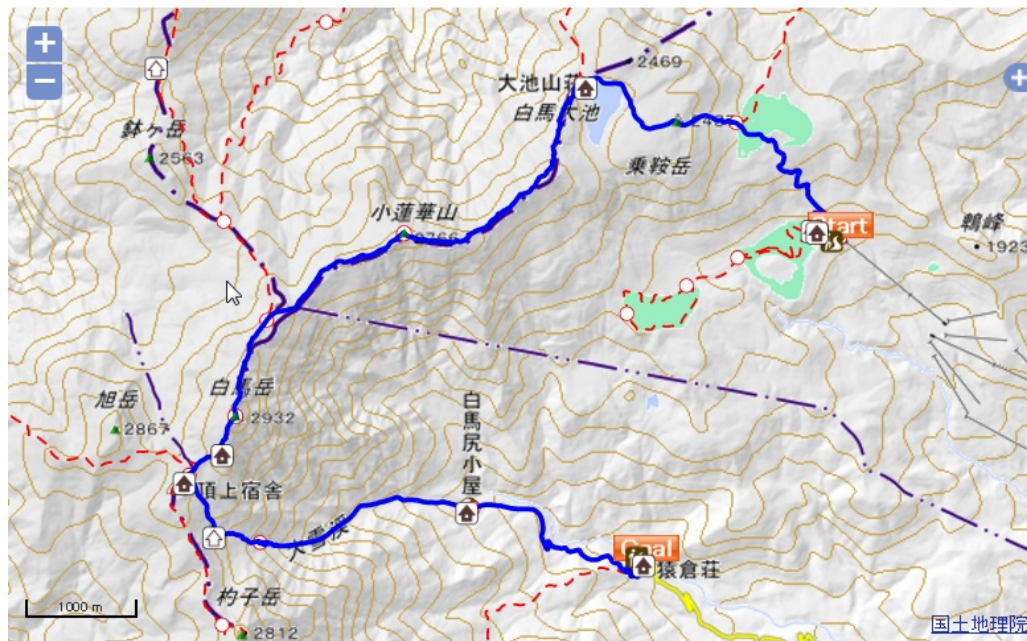 +
−
大池山荘
白馬大池
2469
鉢ヶ岳
2563
乗鞍岳
小蓮華山
2766
Start
鵯峰
1923
白馬岳
2932
旭岳
2867
白馬尻小屋
頂上宿舎
大雪渓
Goal
猿倉荘
杓子岳
2812
1000 m
国土地理院
+